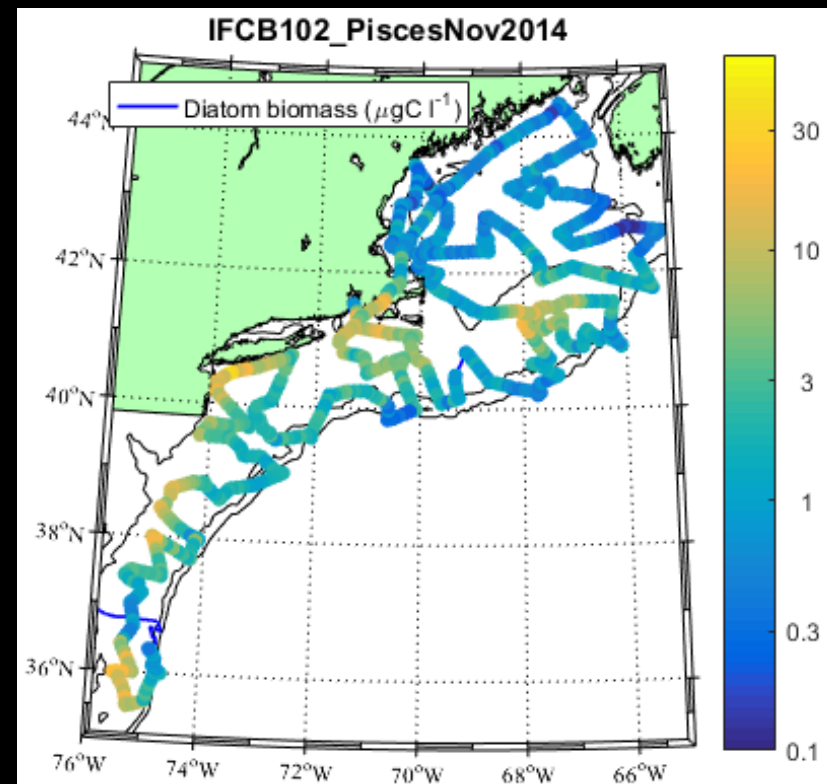 IFCB102_PiscesNov2014
Diatom biomass (μgC l⁻¹)
44°N
42°N
40°N
38°N
36°N
76°W
74°W
72°W
70°W
68°W
66°W
30
10
3
1
0.3
0.1